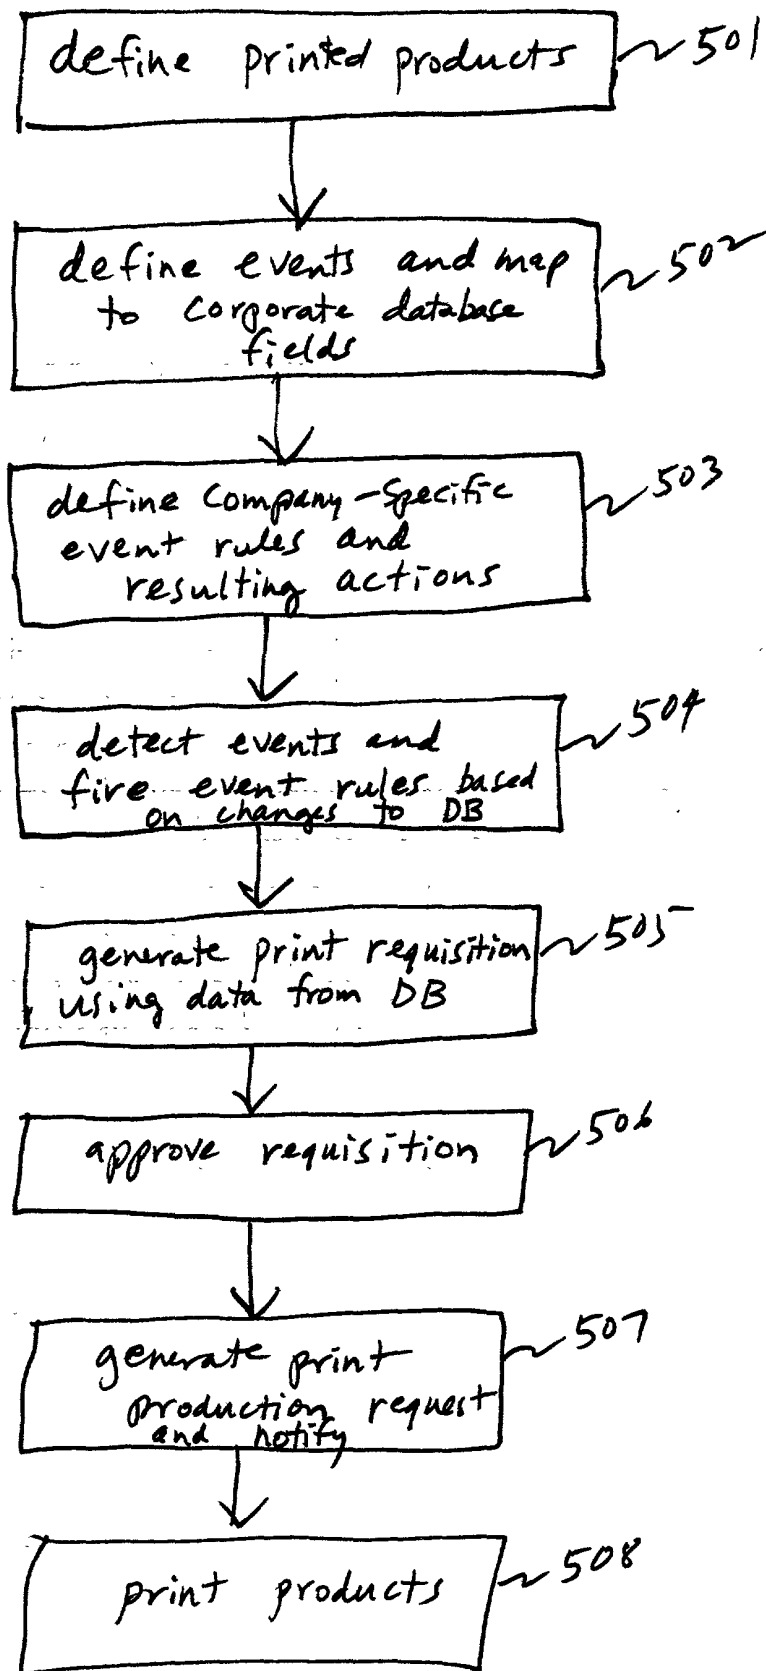 define printed products
501
define events and map
to corporate database
fields
502
define Company-Specific
event rules and
resulting actions
503
detect events and
fire event rules based
on changes to DB
504
generate print requisition
using data from DB
505
approve requisition
506
generate print
production request
and notify
507
print products
508